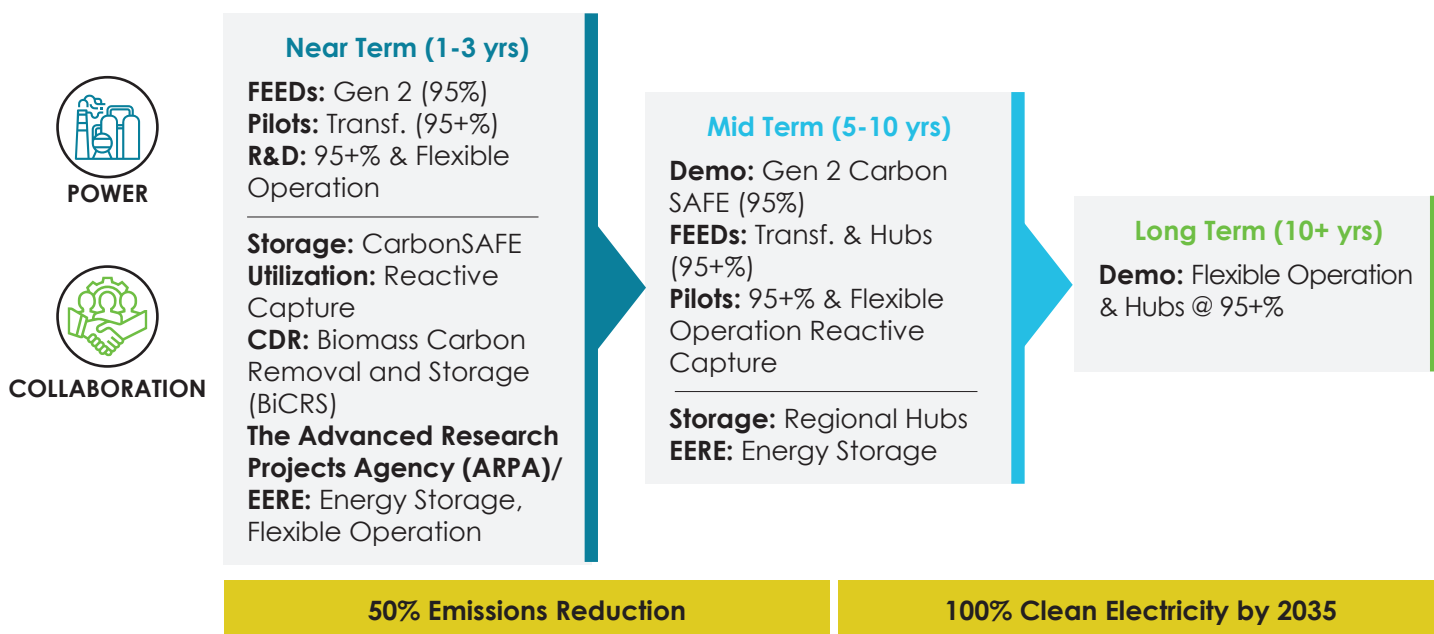 POWER
COLLABORATION
Near Term (1-3 yrs)
FEEDs: Gen 2 (95%)
Pilots: Transf. (95+%)
R&D: 95+% & Flexible
Operation
Storage: CarbonSAFE
Utilization: Reactive
Capture
CDR: Biomass Carbon
Removal and Storage
(BiCRS)
The Advanced Research
Projects Agency (ARPA)/
EERE: Energy Storage,
Flexible Operation
Mid Term (5-10 yrs)
Demo: Gen 2 Carbon
SAFE (95%)
FEEDs: Transf. & Hubs
(95+%)
Pilots: 95+% & Flexible
Operation Reactive
Capture
Storage: Regional Hubs
EERE: Energy Storage
Long Term (10+ yrs)
Demo: Flexible Operation
& Hubs @ 95+%
50% Emissions Reduction
100% Clean Electricity by 2035